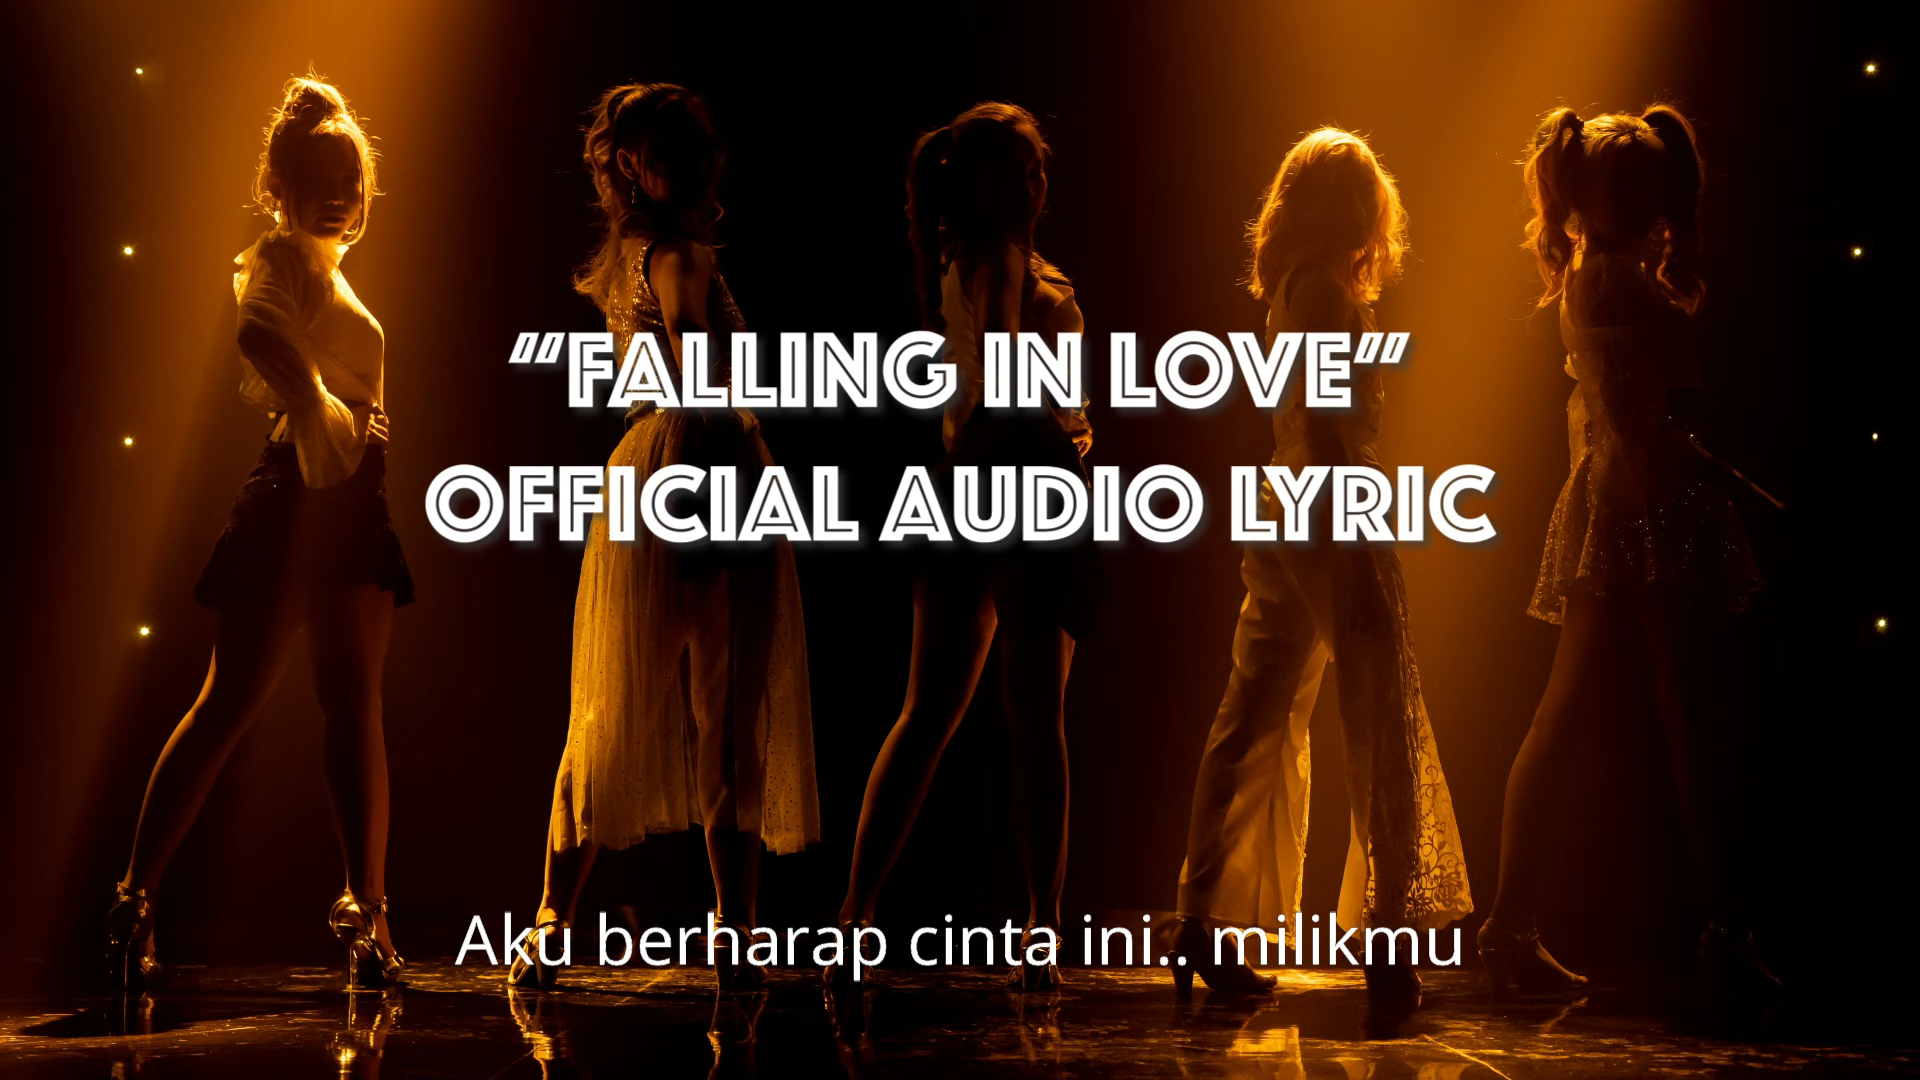 “FALLING IN LOVE”
OFFICIAL AUDIO LYRIC
Aku berharap cinta ini.. milikmu